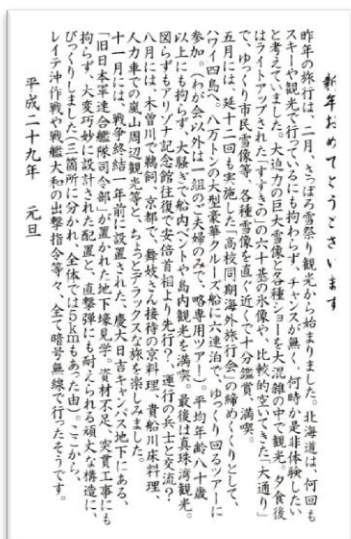 新年おめでとうございます
昨年の旅行は、二月、さっぽろ雪祭り観光から始まりました。北海道は、何回も
スキーや観光で行っているにも拘わらず、チャンスが無く、何時か是非体験したい
と考えていました。大迫力の巨大雪像と各種ショーを大混雑の中で観光。夕食後
はライトアップされた「すすきの」の六十基の氷像や、比較的空いてきた「大通り」
で、ゆっくり市民雪像等、各種雪像を直ぐ近くで十分鑑賞、満喫。
五月には、延十二回も実施した「高校同期海外旅行会」の締めくくりとして、
ハワイ四島へ。八万トンの大型豪華クルーズ船に六連泊で、ゆっくり回るツアーに
参加。（わが会以外は一組のご夫婦のみで、略専用ツアー）。平均年齢八十歳
以上にも拘らず、大騒ぎで船内ベントや島内観光を満喫。最後は真珠湾観光。
図らずもアリゾナ記念館往復で安倍首相より先行？、運行の兵士と交流？
八月には、木曽川で鵜飼、京都で、舞妓さん接待の京料理、貴船川床料理、
人力車での嵐山周辺観光等と、ちょっとデラックスな旅を楽しみました。
十一月には、戦争終結一年前に設置された、慶大日吉キャンパス地下にある、
「旧日本軍連合艦隊司令部」が置かれた地下壕見学。資材不足、突貫工事にも
拘らず、大変巧妙に設計された配置と、直撃弾にも耐えられる頑丈な構造に、
びっくりしました（三箇所に分かれ、全体では５ｋｍもあった由）。ここから、
レイテ沖作戦や戦艦大和の出撃指令等々、全て暗号無線で行ったそうです。
平成二十九年　元旦